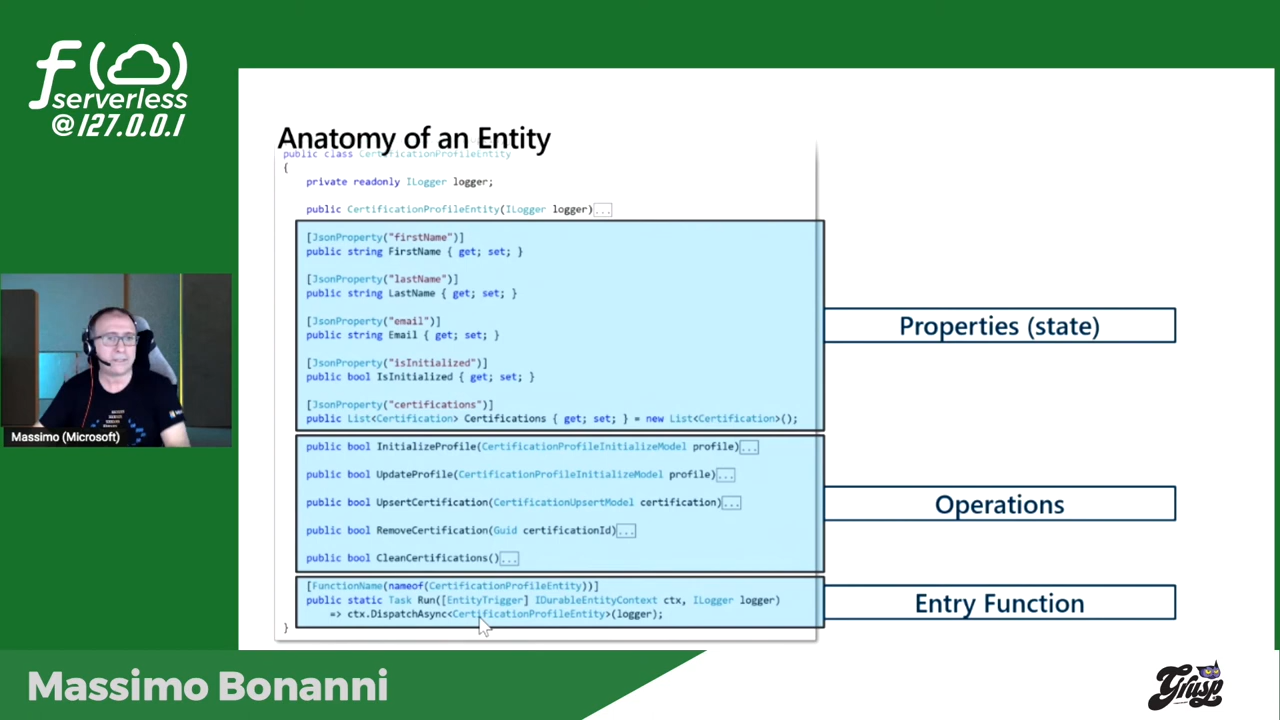 f()
serverless
@127.0.0.1
Anatomy of an Entity
public class CertificationProfileEntity
{
private readonly ILogger logger;
public CertificationProfileEntity(ILogger logger)...
[JsonProperty("firstName")]
public string FirstName { get; set; }
[JsonProperty("lastName")]
public string LastName { get; set; }
[JsonProperty("email")]
public string Email { get; set; }
[JsonProperty("isInitialized")]
public bool IsInitialized { get; set; }
[JsonProperty("certifications")]
public List<Certification> Certifications { get; set; } = new List<Certification>();
Properties (state)
public bool InitializeProfile(CertificationProfileInitializeModel profile)...
public bool UpdateProfile(CertificationProfileInitializeModel profile)...
public bool UpsertCertification(CertificationUpsertModel certification)...
public bool RemoveCertification(Guid certificationId)...
public bool CleanCertifications()...
Operations
[FunctionName(nameof(CertificationProfileEntity))]
public static Task Run([EntityTrigger] IDurableEntityContext ctx, ILogger logger)
=> ctx.DispatchAsync<CertificationProfileEntity>(logger);
}
Entry Function
Massimo (Microsoft)
Massimo Bonanni
Grusp